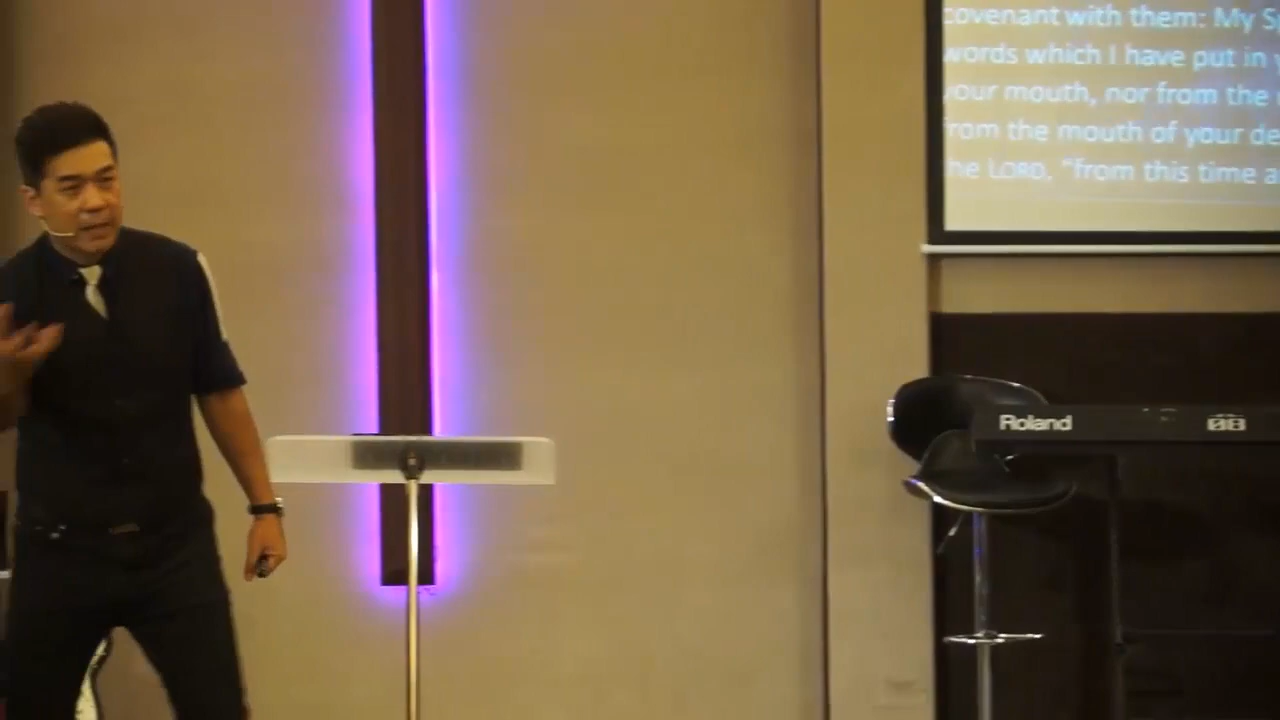 covenant with them: My
words which I have put in
your mouth, nor from the
from the mouth of your
the LORD, "from this time
Roland